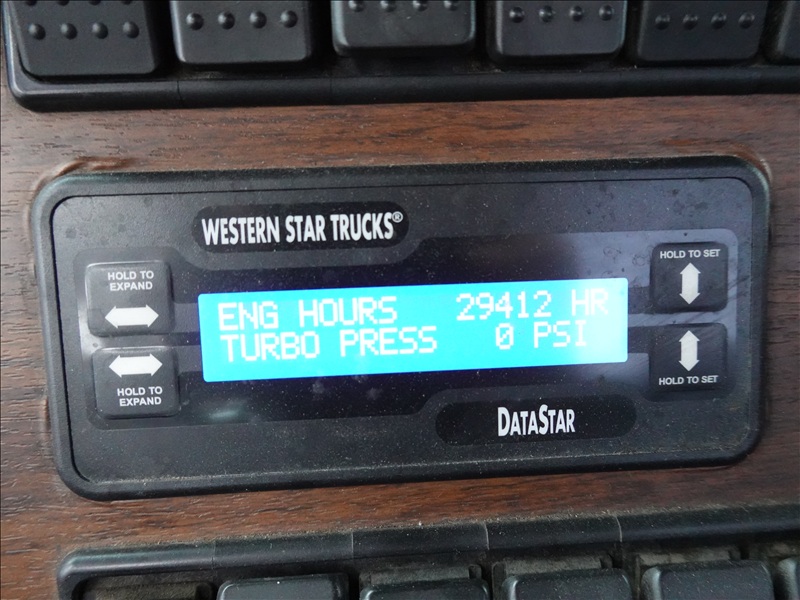 WESTERN STAR TRUCKS®
HOLD TO
EXPAND
HOLD TO SET
ENG HOURS 29412 HR
TURBO PRESS 0 PSI
HOLD TO
EXPAND
HOLD TO SET
DATASTAR